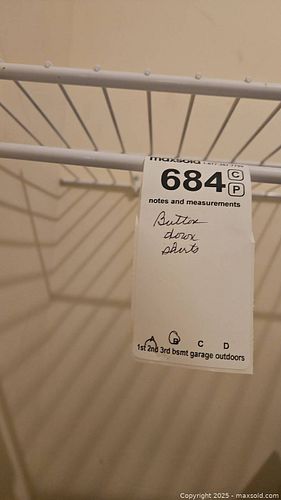 maxsold
684 C
P
notes and measurements
Button
down
shirts
A B C D
1st 2nd 3rd bsmt garage outdoors
Copyright © 2025 - maxsold.com